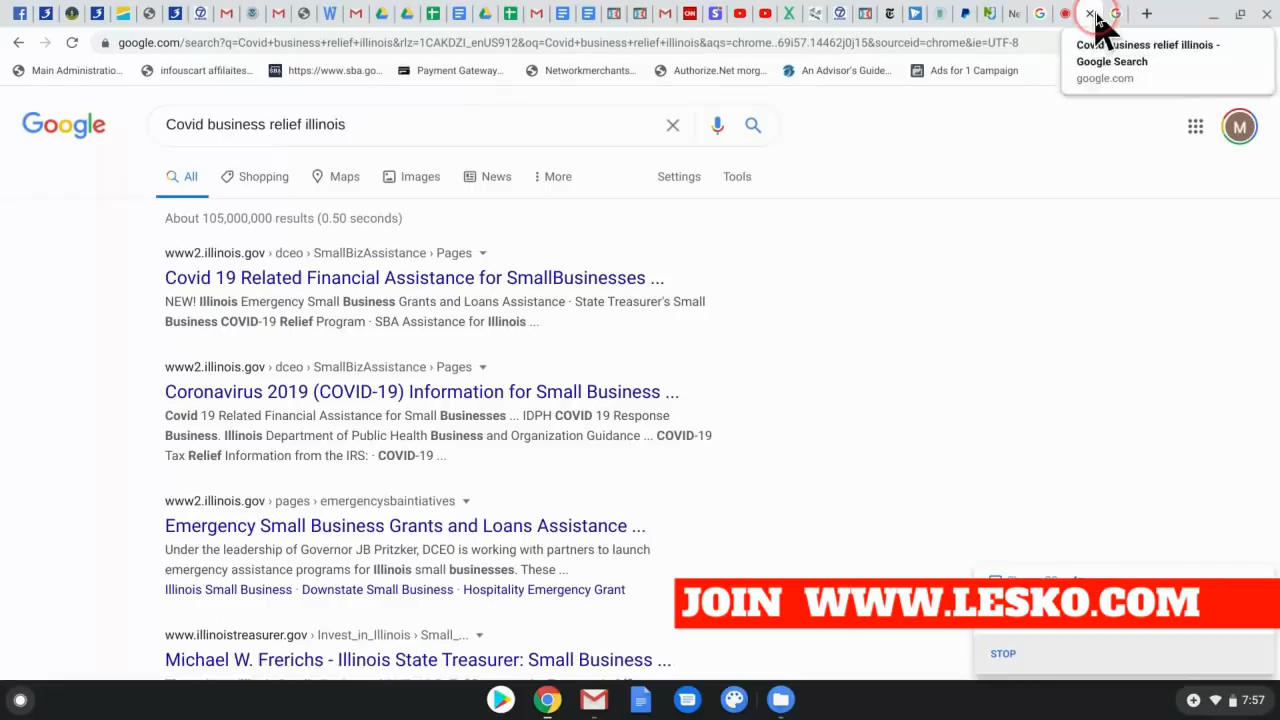 Ne
google.com/search?q=Covid+business+relief+illinois&rlz=1CAKDZI_enUS912&oq=Covid+business+relief+illinois&aqs=chrome..69i57.14462j0j15&sourceid=chrome&ie=UTF-8
Covid business relief illinois -
Google Search
google.com
Main Administratio...
infouscart affilaites...
https://www.sba.go...
Payment Gateway...
Networkmerchants...
Authorize.Net morg...
An Advisor's Guide...
Ads for 1 Campaign
Google
Covid business relief illinois
M
All
Shopping
Maps
Images
News
More
Settings
Tools
About 105,000,000 results (0.50 seconds)
www2.illinois.gov › dceo › SmallBizAssistance › Pages
Covid 19 Related Financial Assistance for SmallBusinesses ...
NEW! Illinois Emergency Small Business Grants and Loans Assistance · State Treasurer's Small
Business COVID-19 Relief Program · SBA Assistance for Illinois ...
www2.illinois.gov › dceo › SmallBizAssistance › Pages
Coronavirus 2019 (COVID-19) Information for Small Business ...
Covid 19 Related Financial Assistance for Small Businesses ... IDPH COVID 19 Response
Business. Illinois Department of Public Health Business and Organization Guidance ... COVID-19
Tax Relief Information from the IRS: · COVID-19 ...
www2.illinois.gov › pages › emergencysbaintiatives
Emergency Small Business Grants and Loans Assistance ...
Under the leadership of Governor JB Pritzker, DCEO is working with partners to launch
emergency assistance programs for Illinois small businesses. These ...
Illinois Small Business · Downstate Small Business · Hospitality Emergency Grant
JOIN WWW.LESKO.COM
www.illinoistreasurer.gov › Invest_in_Illinois › Small_...
Michael W. Frerichs - Illinois State Treasurer: Small Business ...
STOP
7:57